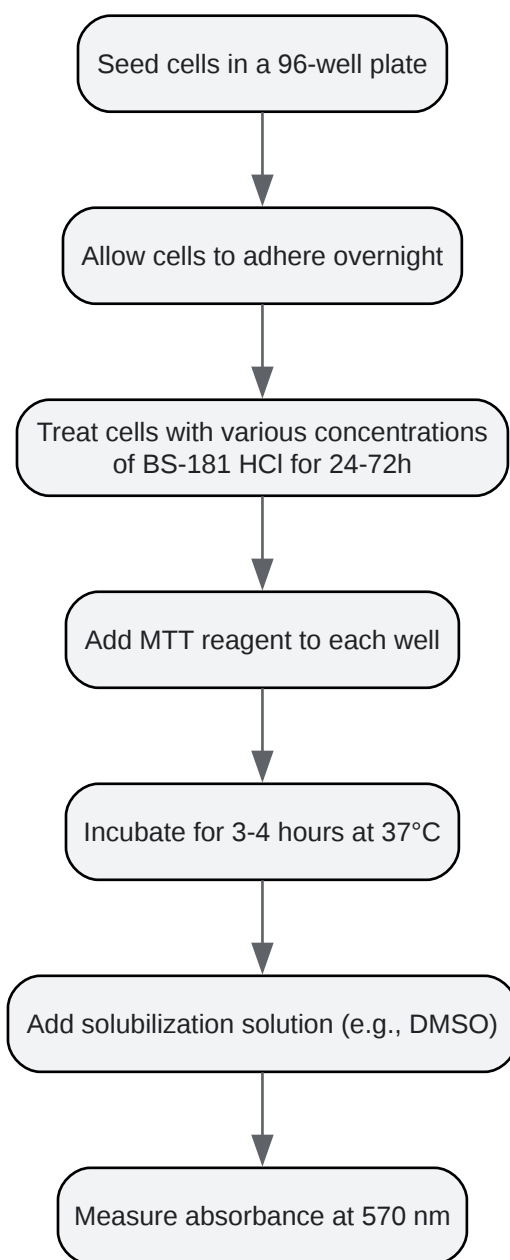 Seed cells in a 96-well plate
Allow cells to adhere overnight
Treat cells with various concentrations
of BS-181 HCl for 24-72h
Add MTT reagent to each well
Incubate for 3-4 hours at 37°C
Add solubilization solution (e.g., DMSO)
Measure absorbance at 570 nm